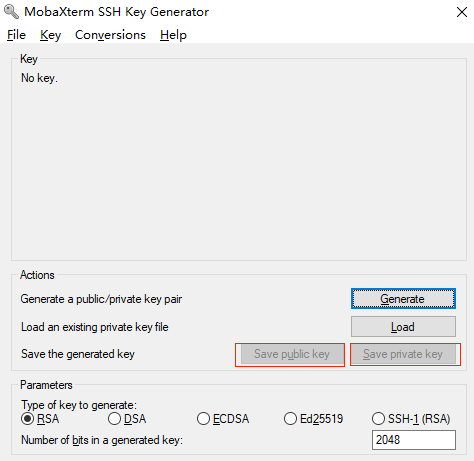 MobaXterm SSH Key Generator
File Key Conversions Help
Key
No key.
Actions
Generate a public/private key pair Generate
Load an existing private key file Load
Save the generated key Save public key Save private key
Parameters
Type of key to generate:
RSA DSA ECDSA Ed25519 SSH-1 (RSA)
Number of bits in a generated key: 2048